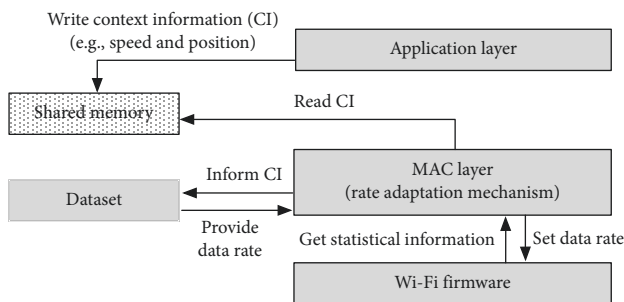 Write context information (CI)
(e.g., speed and position)
Application layer
Shared memory
Read CI
MAC layer
(rate adaptation mechanism)
Inform CI
Dataset
Provide
data rate
Get statistical information
Set data rate
Wi-Fi firmware